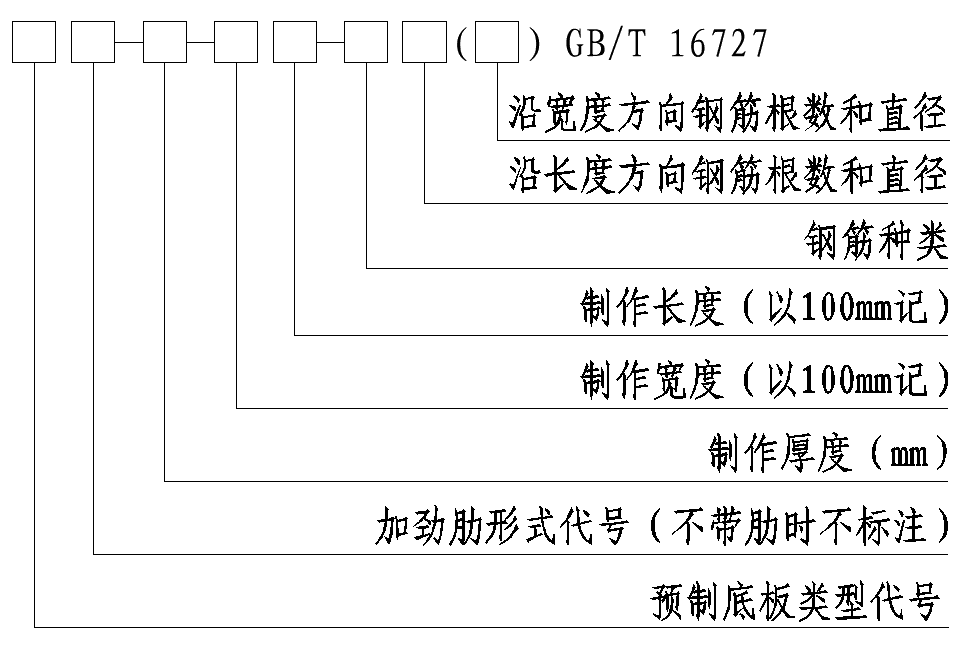 □□-□-□□-□□(□) GB/T 16727
沿宽度方向钢筋根数和直径
沿长度方向钢筋根数和直径
钢筋种类
制作长度(以100mm记)
制作宽度(以100mm记)
制作厚度(mm)
加劲肋形式代号(不带肋时不标注)
预制底板类型代号